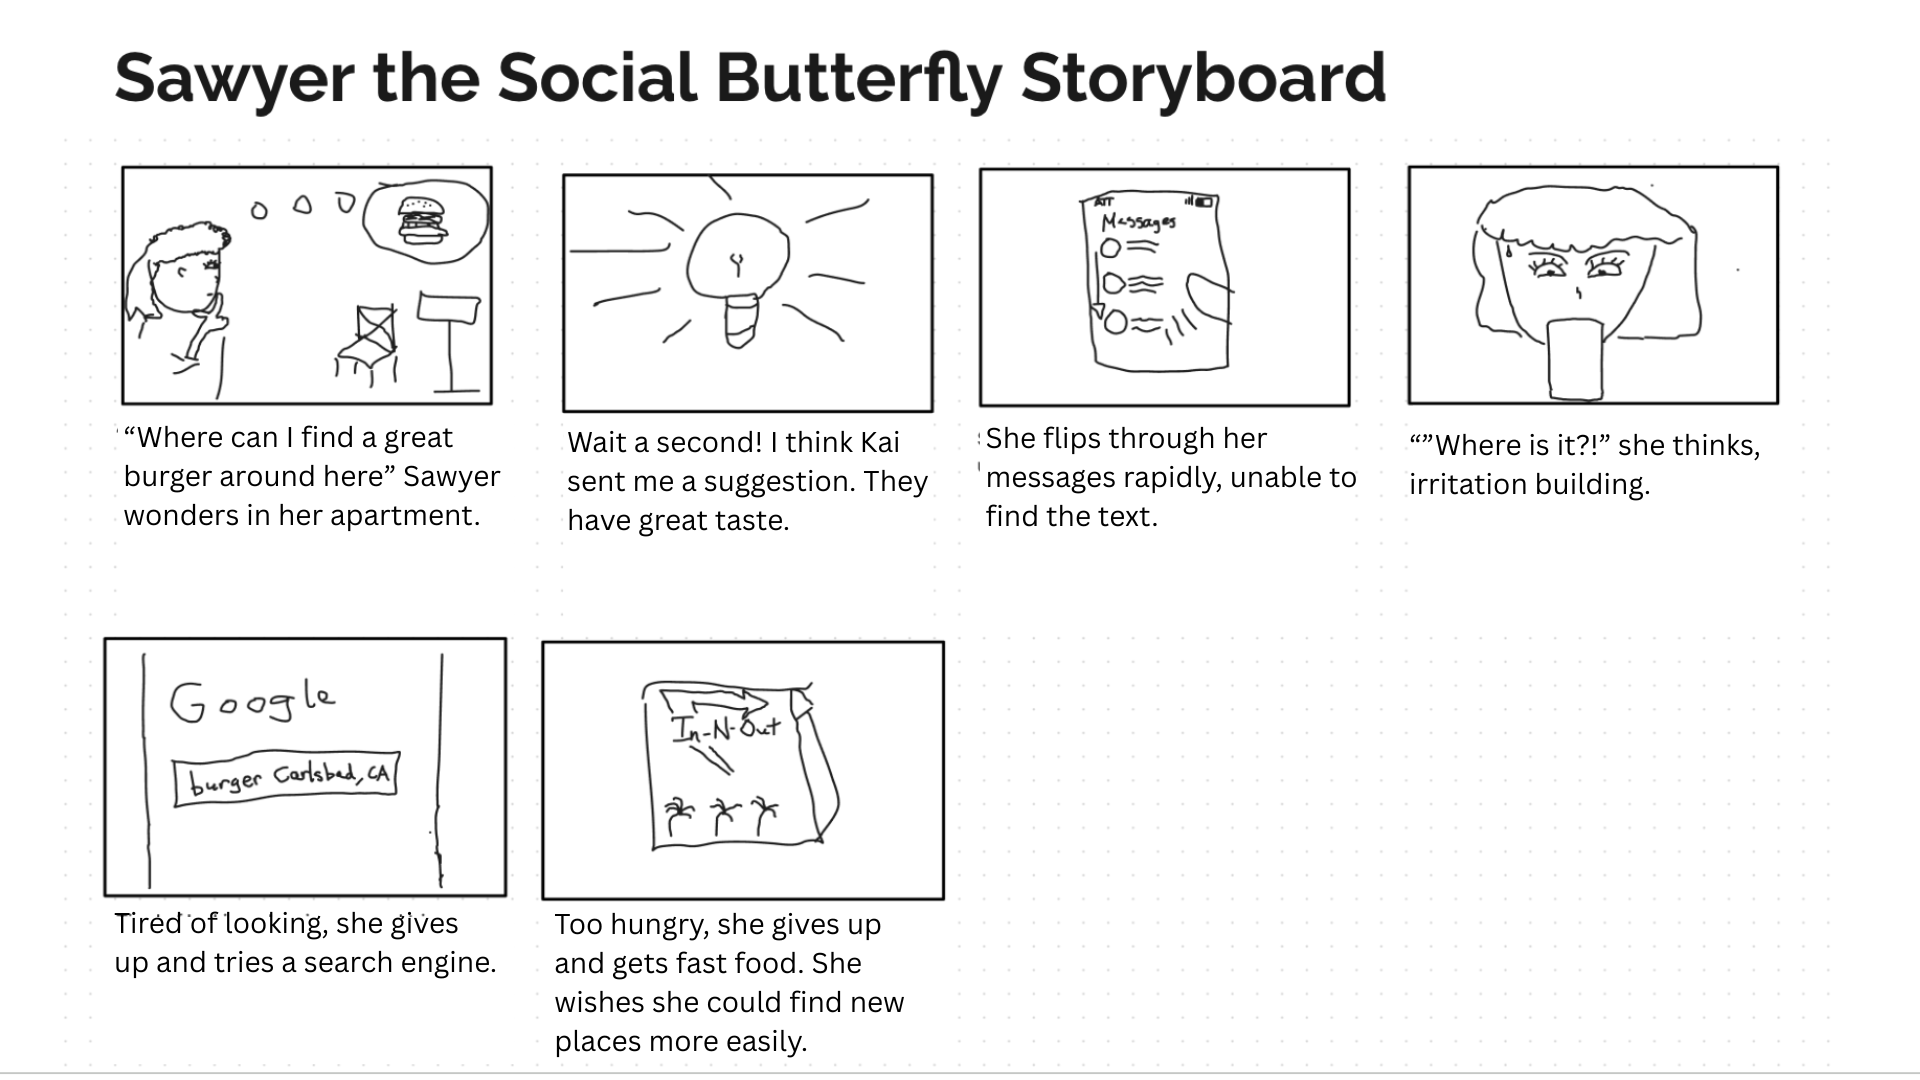 Sawyer the Social Butterfly Storyboard
“Where can I find a great
burger around here” Sawyer
wonders in her apartment.
Wait a second! I think Kai
sent me a suggestion. They
have great taste.
ATT
Messages
She flips through her
messages rapidly, unable to
find the text.
“”Where is it?!” she thinks,
irritation building.
Google
burger Carlsbad, CA
Tired of looking, she gives
up and tries a search engine.
In-N-Out
Too hungry, she gives up
and gets fast food. She
wishes she could find new
places more easily.